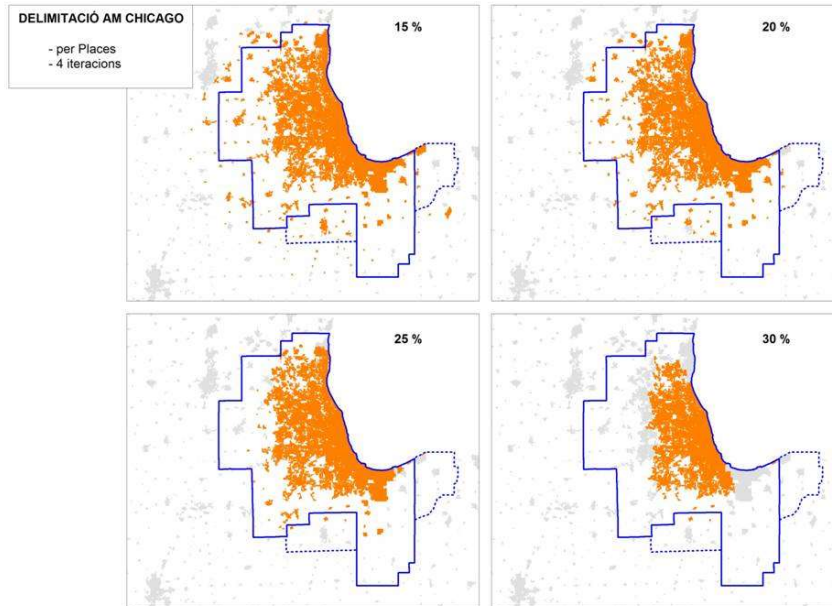 DELIMITACIÓ AM CHICAGO
- per Places
- 4 iteracions
15 %
20 %
25 %
30 %